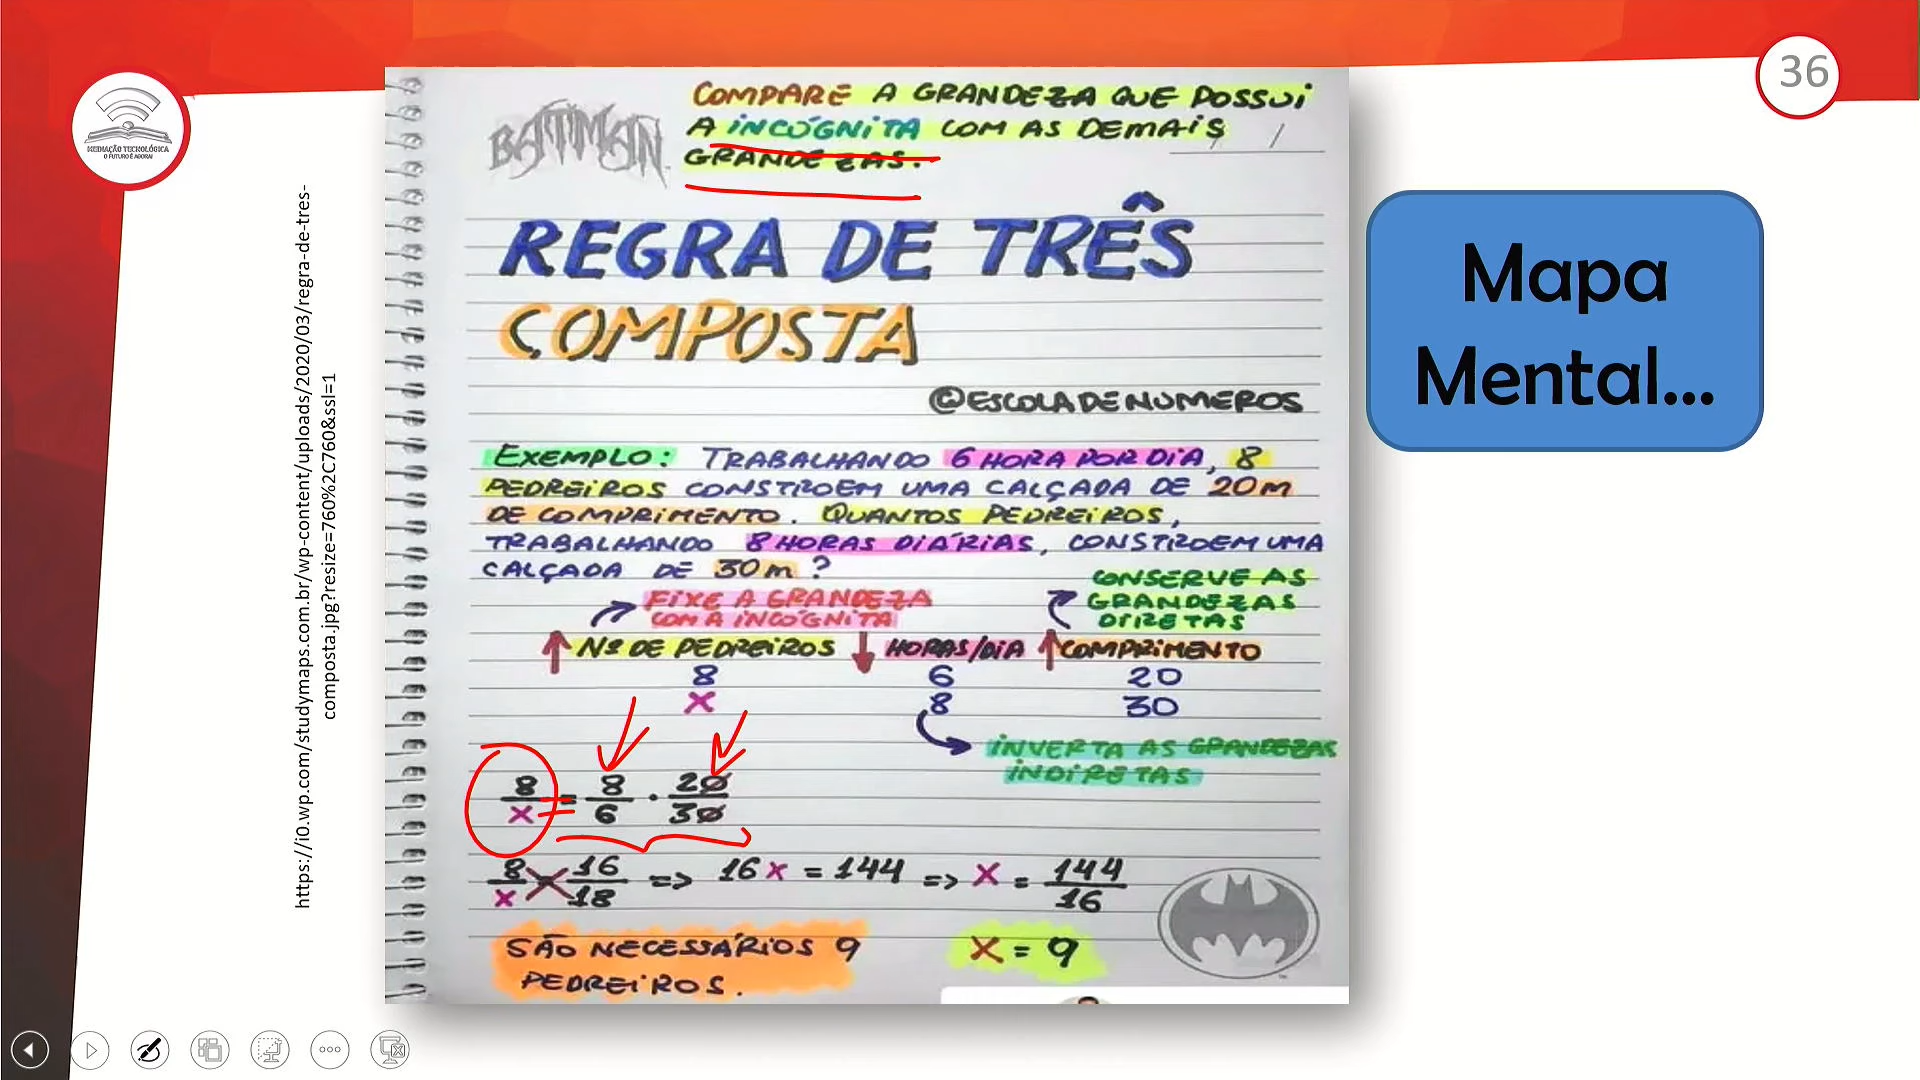 36
MEDIAÇÃO TECNOLÓGICA
O FUTURO É AGORA!
https://i0.wp.com/studymaps.com.br/wp-content/uploads/2020/03/regra-de-tres-
composta.jpg?resize=760%2C760&ssl=1
BATMAN
COMPARE A GRANDEZA QUE POSSUI
A INCÓGNITA COM AS DEMAIS
GRANDEZAS.
REGRA DE TRÊS
COMPOSTA
@ESCOLADENUMEROS
EXEMPLO: TRABALHANDO 6 HORA POR DIA, 8
PEDREIROS CONSTROEM UMA CALÇADA DE 20m
DE COMPRIMENTO. QUANTOS PEDREIROS,
TRABALHANDO 8 HORAS DIÁRIAS, CONSTROEM UMA
CALÇADA DE 30m ?
FIXE A GRANDEZA
COM A INCÓGNITA
CONSERVE AS
GRANDEZAS
DIRETAS
↑ Nº DE PEDREIROS ↓ HORAS/DIA ↑ COMPRIMENTO
8 6 20
X 8 30
INVERTA AS GRANDEZAS
INDIRETAS
8/x = 8/6 . 20/30
8/x = 16/18 => 16x = 144 => x = 144/16
SÃO NECESSÁRIOS 9
PEDREIROS.
X = 9
Mapa
Mental...